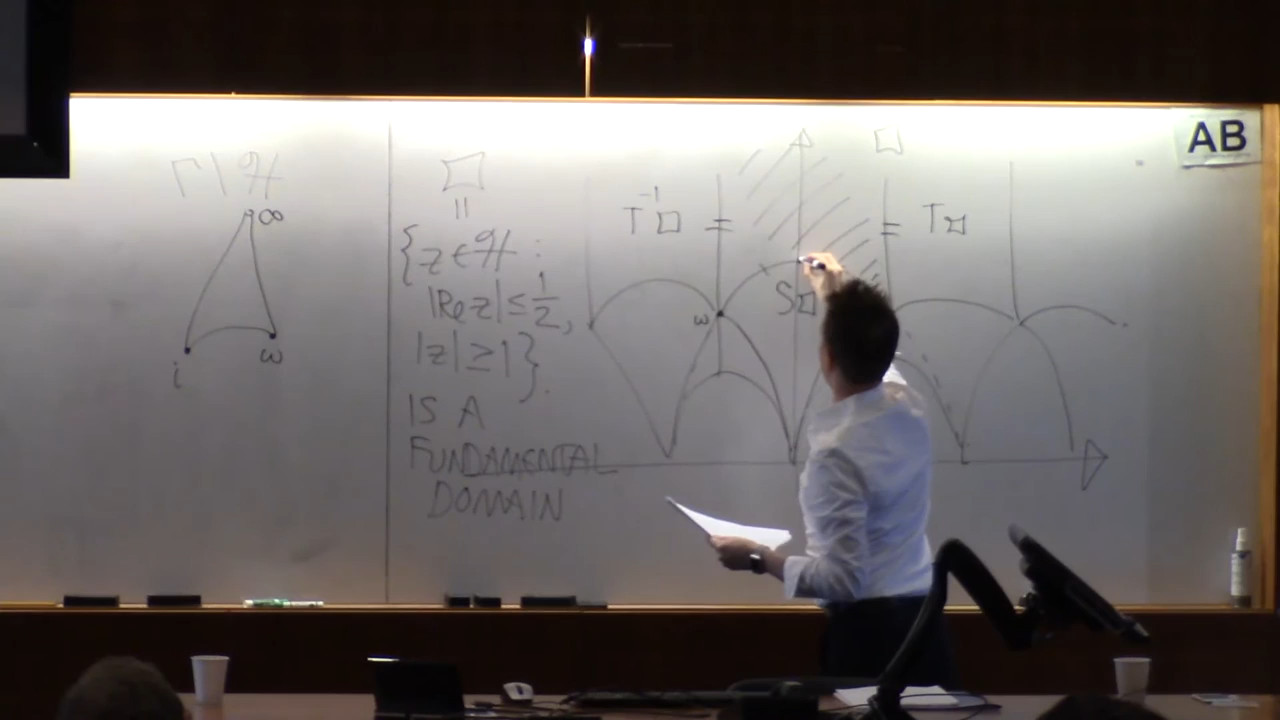 Γ\ℋ
∞
i
ω
□
=
{z ∈ ℋ :
|Re z| ≤ 1/2,
|z| ≥ 1}.
IS A
FUNDAMENTAL
DOMAIN
T⁻¹□
=
□
=
T□
S□
ω
AB